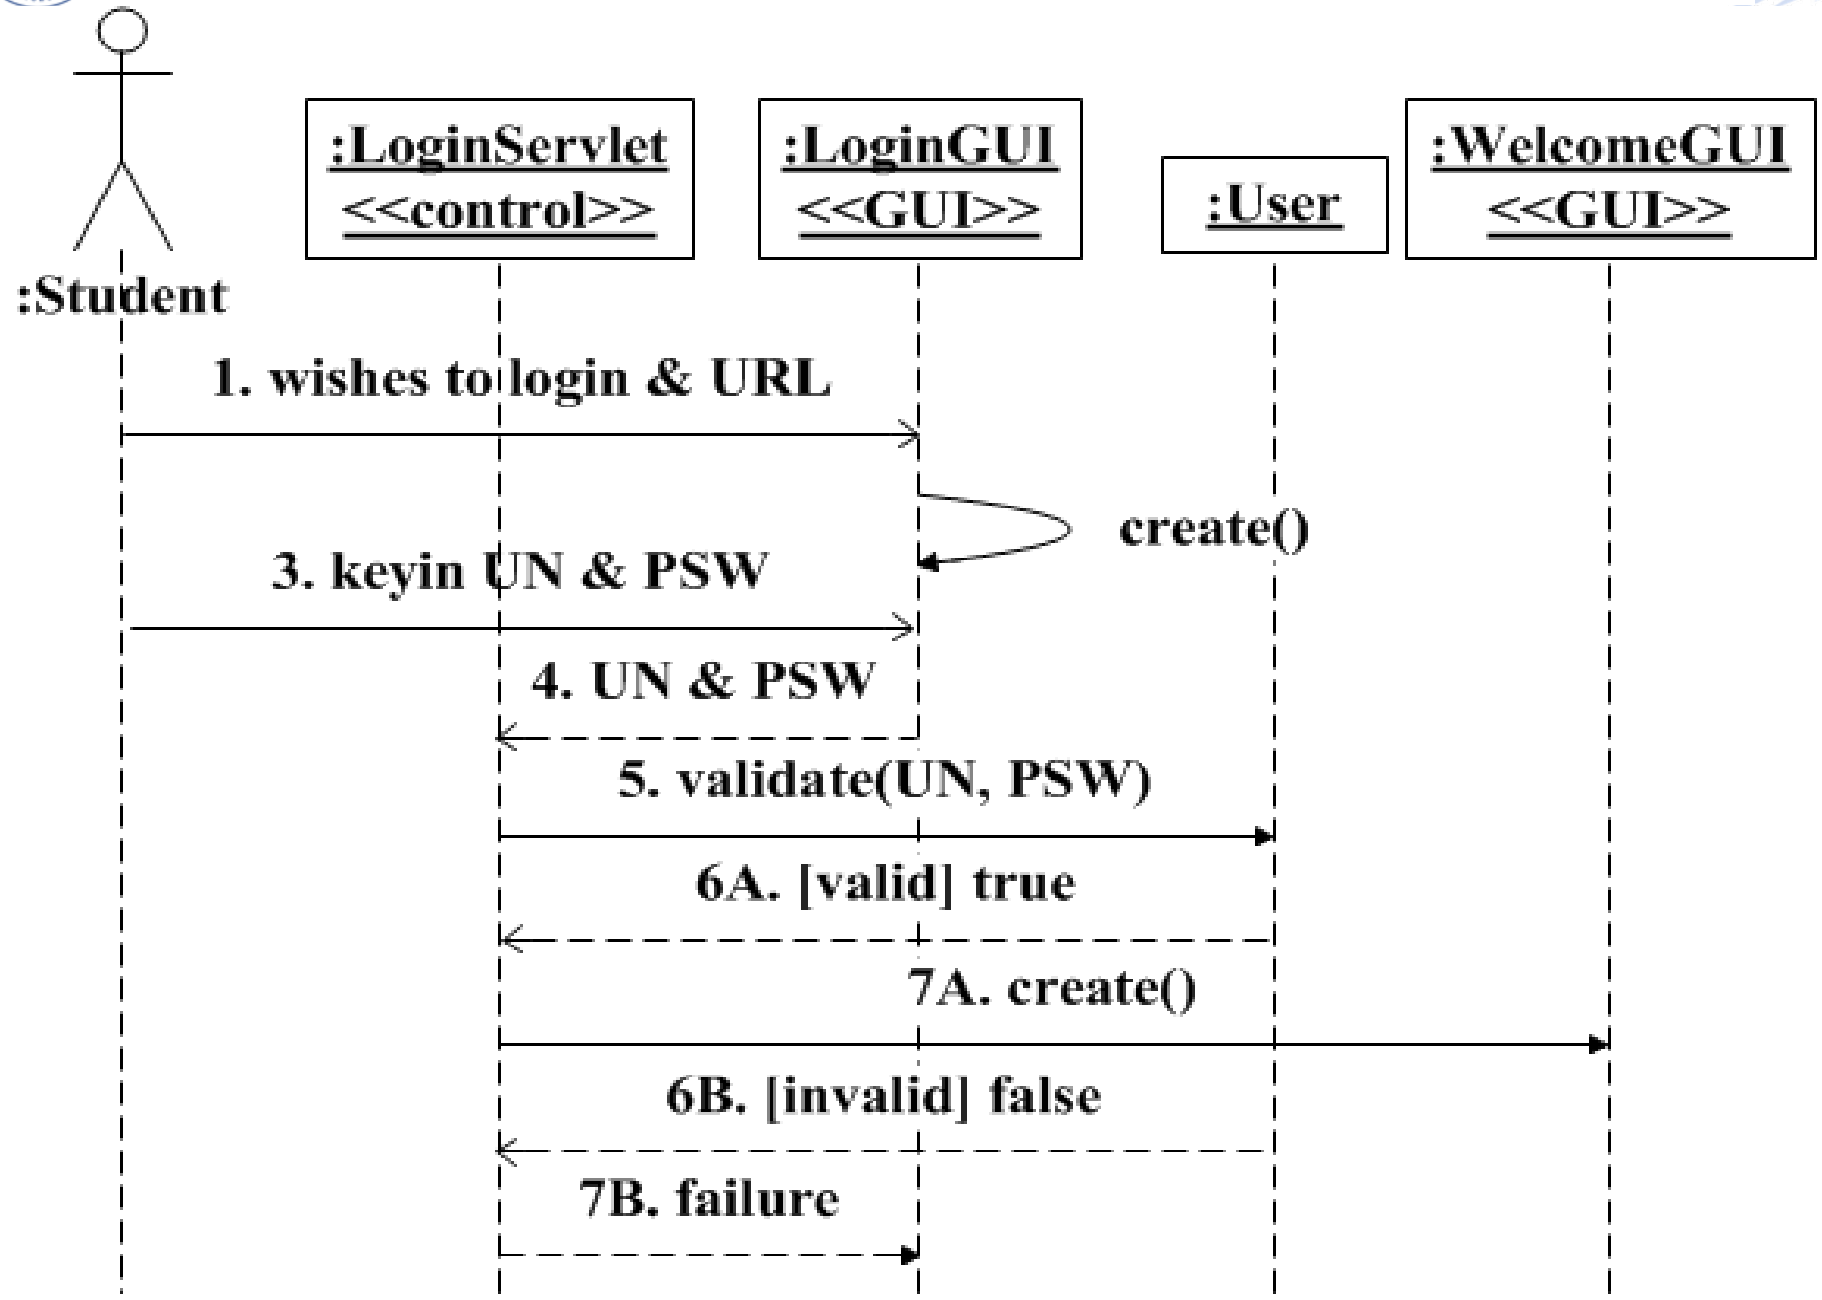 :LoginServlet
<<control>>
:LoginGUI
<<GUI>>
:User
:WelcomeGUI
<<GUI>>
:Student
1. wishes to login & URL
create()
3. keyin UN & PSW
4. UN & PSW
5. validate(UN, PSW)
6A. [valid] true
7A. create()
6B. [invalid] false
7B. failure